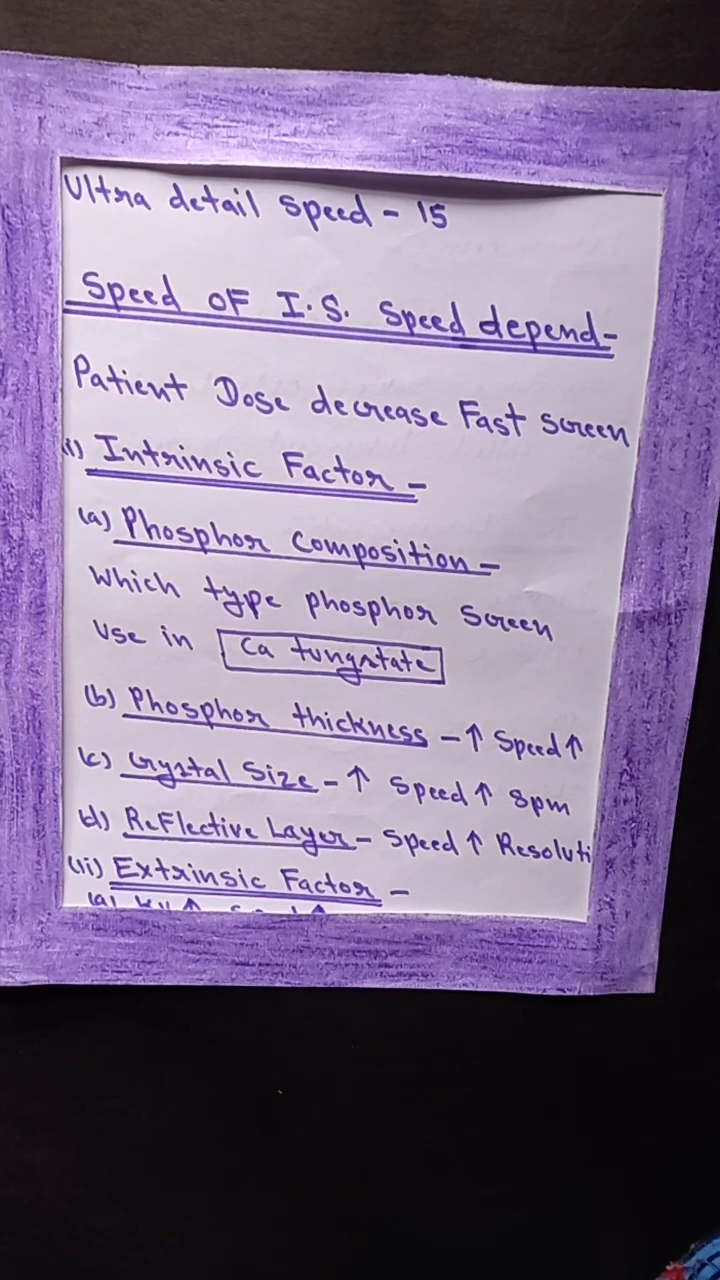 Ultra detail speed - 15
Speed OF I.S. Speed depend-
Patient Dose decrease Fast screen
(i) Intrinsic Factor -
(a) Phosphor Composition -
Which type phosphor screen
Use in Ca tungstate
(b) Phosphor thickness - ↑ Speed ↑
(c) Crystal Size - ↑ Speed ↑ 8pm
(d) Reflective Layer - Speed ↑ Resoluti
(ii) Extrinsic Factor -